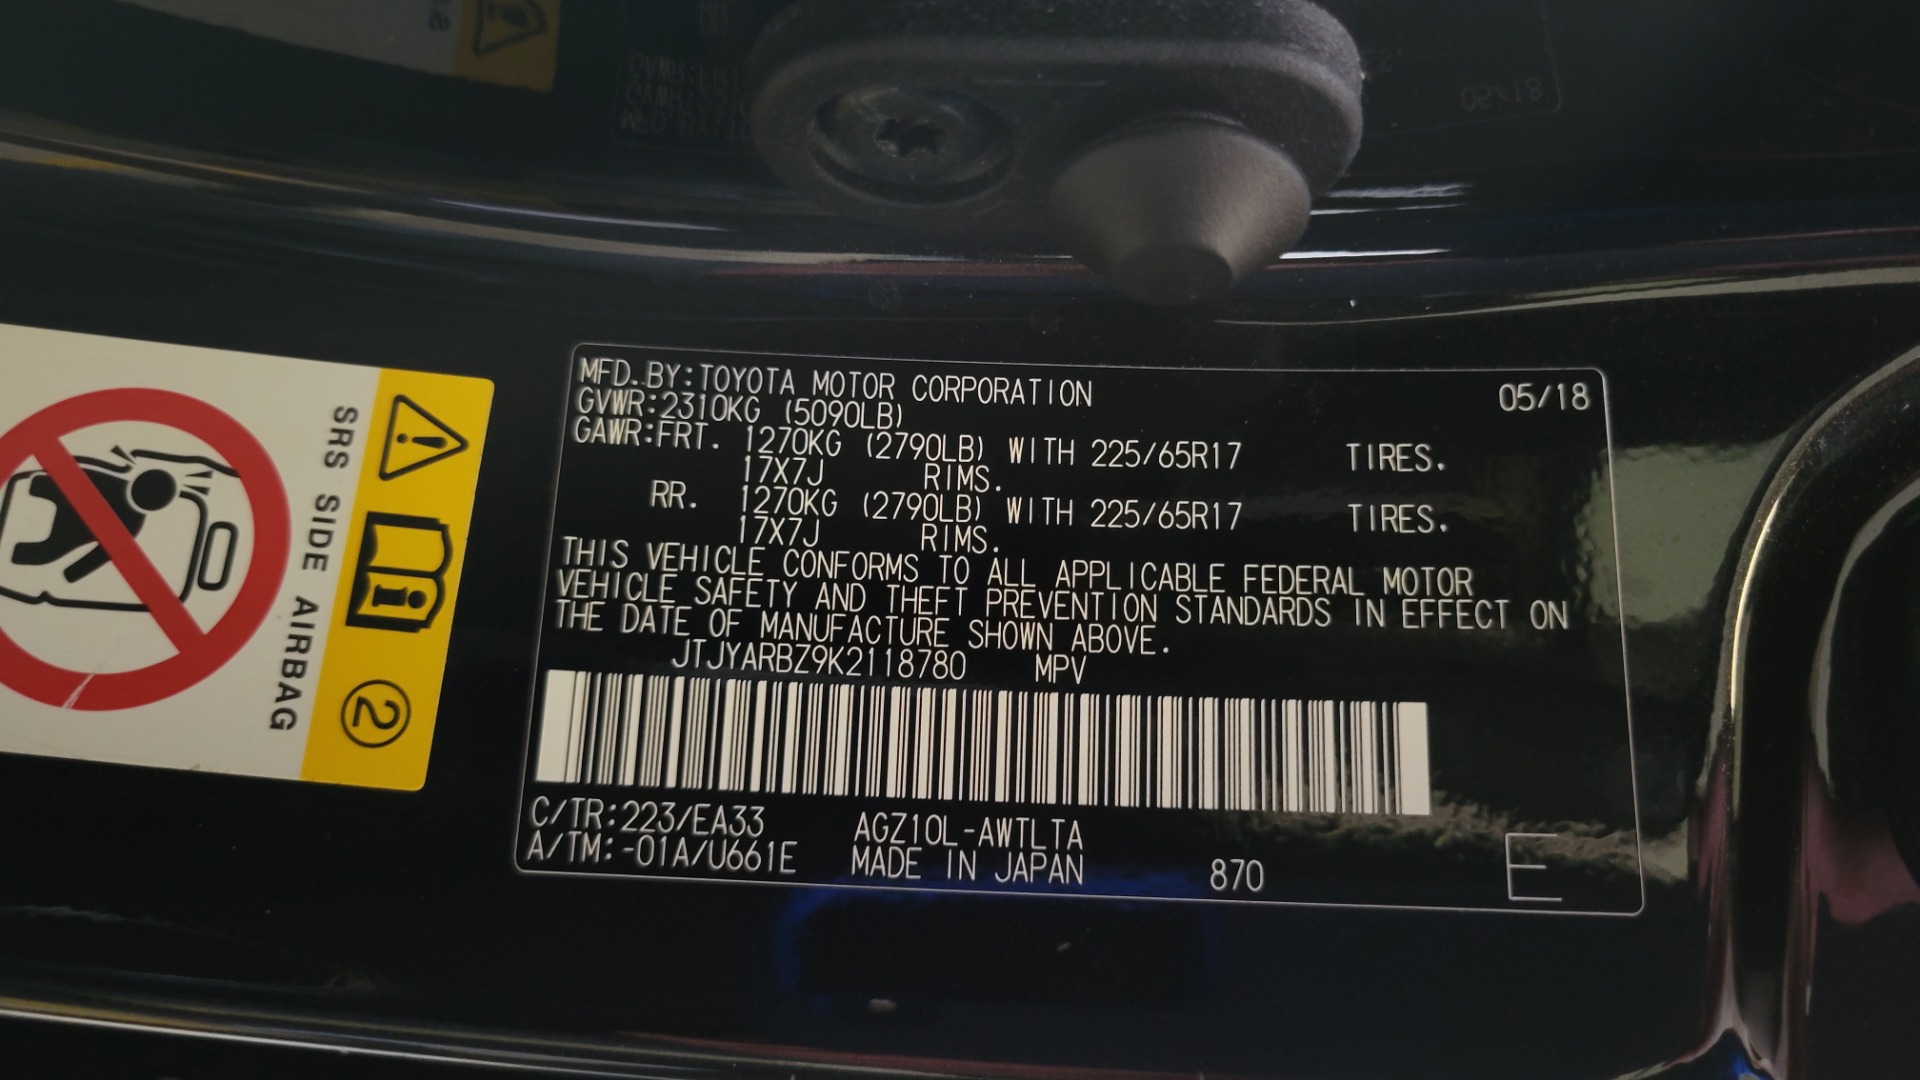 MFD. BY:TOYOTA MOTOR CORPORATION 05/18
GVWR:2310KG (5090LB)
GAWR:FRT. 1270KG (2790LB) WITH 225/65R17 TIRES.
17X7J RIMS.
RR. 1270KG (2790LB) WITH 225/65R17 TIRES.
17X7J RIMS.
THIS VEHICLE CONFORMS TO ALL APPLICABLE FEDERAL MOTOR
VEHICLE SAFETY AND THEFT PREVENTION STANDARDS IN EFFECT ON
THE DATE OF MANUFACTURE SHOWN ABOVE.
JTJYARBZ9K2118780 MPV
C/TR:223/EA33 AGZ10L-AWTLTA
A/TM:-01A/U661E MADE IN JAPAN 870 E
SRS SIDE AIRBAG
2